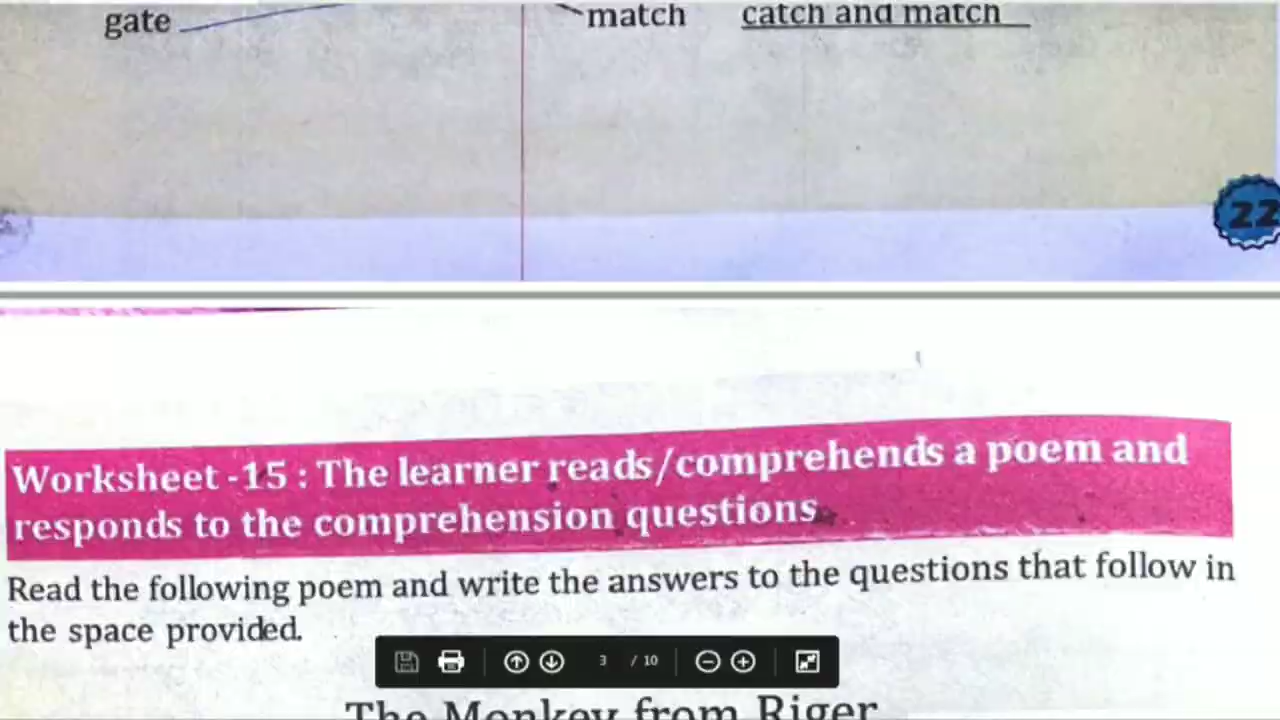 gate
match catch and match
22
Worksheet -15 : The learner reads/comprehends a poem and
responds to the comprehension questions
Read the following poem and write the answers to the questions that follow in
the space provided.
3 / 10
The Monkey from Riger